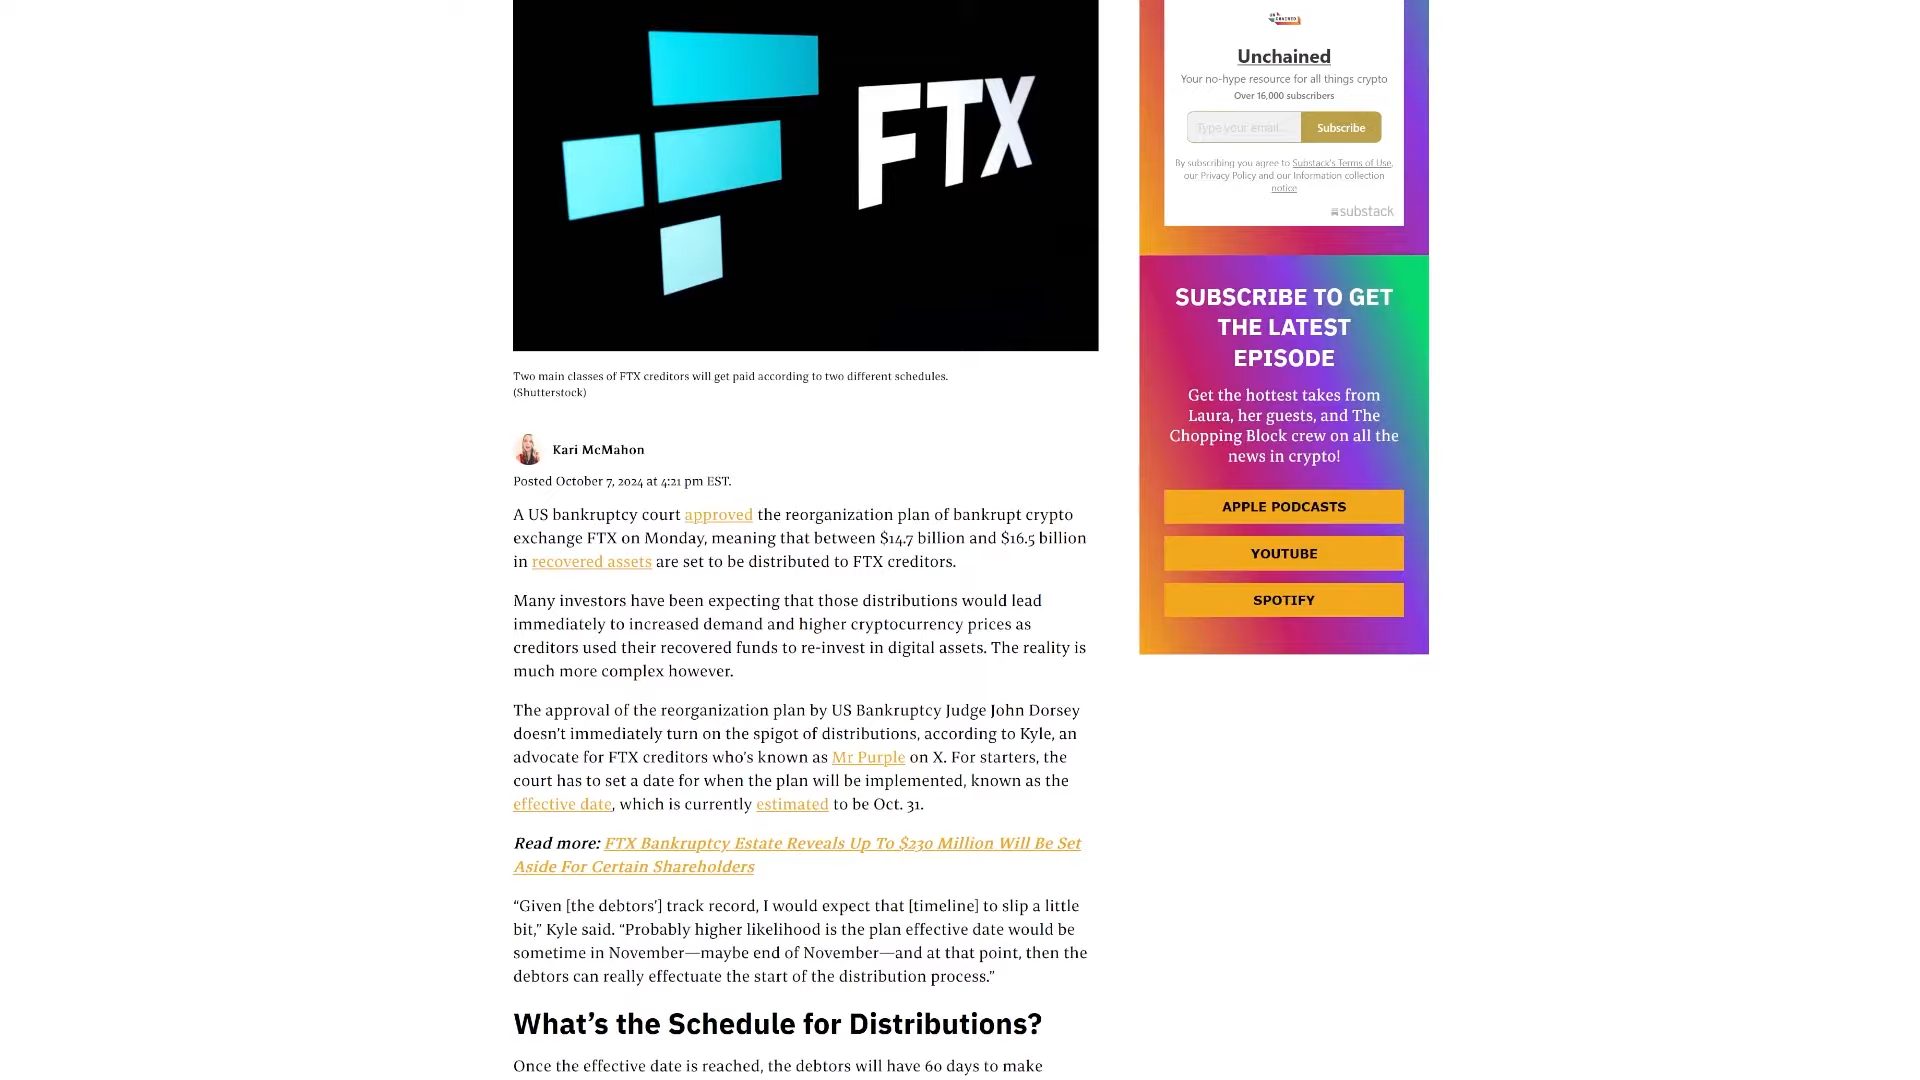 FTX
Two main classes of FTX creditors will get paid according to two different schedules.
(Shutterstock)
Kari McMahon
Posted October 7, 2024 at 4:21 pm EST.
A US bankruptcy court approved the reorganization plan of bankrupt crypto
exchange FTX on Monday, meaning that between $14.7 billion and $16.5 billion
in recovered assets are set to be distributed to FTX creditors.
Many investors have been expecting that those distributions would lead
immediately to increased demand and higher cryptocurrency prices as
creditors used their recovered funds to re-invest in digital assets. The reality is
much more complex however.
The approval of the reorganization plan by US Bankruptcy Judge John Dorsey
doesn’t immediately turn on the spigot of distributions, according to Kyle, an
advocate for FTX creditors who’s known as Mr Purple on X. For starters, the
court has to set a date for when the plan will be implemented, known as the
effective date, which is currently estimated to be Oct. 31.
Read more: FTX Bankruptcy Estate Reveals Up To $230 Million Will Be Set
Aside For Certain Shareholders
“Given [the debtors’] track record, I would expect that [timeline] to slip a little
bit,” Kyle said. “Probably higher likelihood is the plan effective date would be
sometime in November—maybe end of November—and at that point, then the
debtors can really effectuate the start of the distribution process.”
What’s the Schedule for Distributions?
Once the effective date is reached, the debtors will have 60 days to make
Unchained
Your no-hype resource for all things crypto
Over 16,000 subscribers
Type your email...
Subscribe
By subscribing you agree to Substack's Terms of Use,
our Privacy Policy and our Information collection
notice
substack
SUBSCRIBE TO GET
THE LATEST
EPISODE
Get the hottest takes from
Laura, her guests, and The
Chopping Block crew on all the
news in crypto!
APPLE PODCASTS
YOUTUBE
SPOTIFY